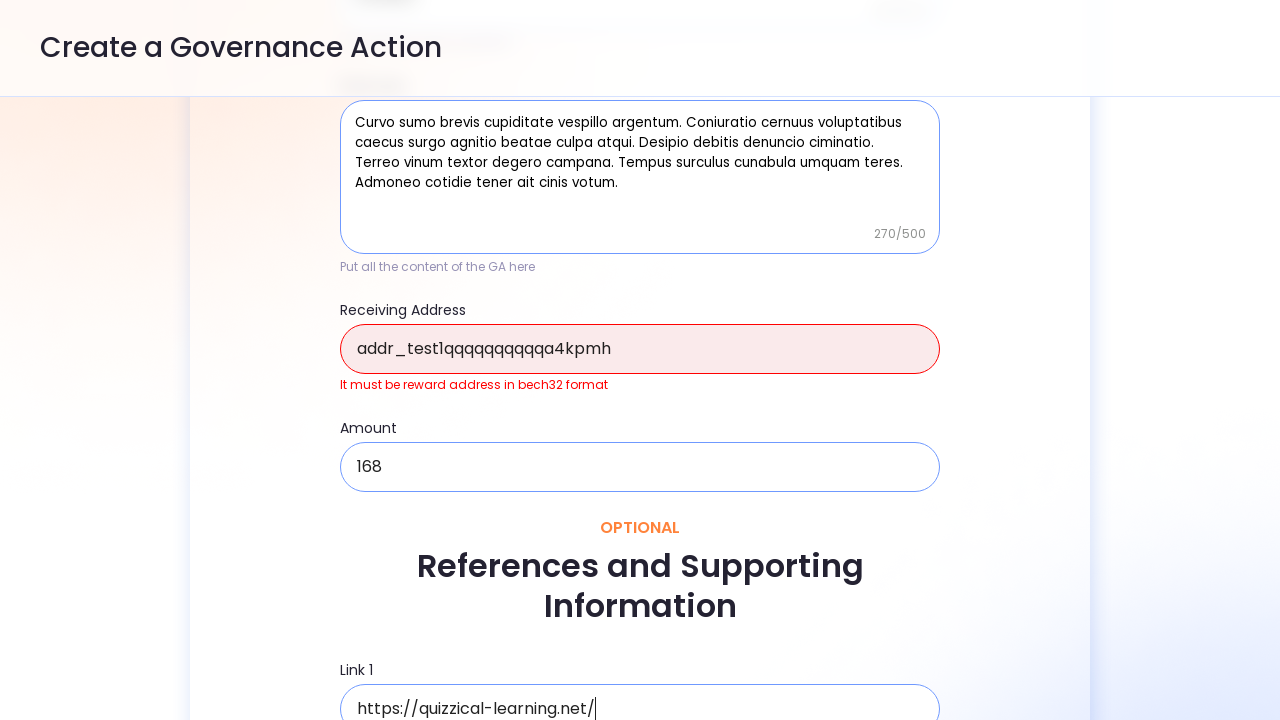 Create a Governance Action
Curvo sumo brevis cupiditate vespillo argentum. Coniuratio cernuus voluptatibus
caecus surgo agnitio beatae culpa atqui. Desipio debitis denuncio ciminatio.
Terreo vinum textor degero campana. Tempus surculus cunabula umquam teres.
Admoneo cotidie tener ait cinis votum.
270/500
Put all the content of the GA here
Receiving Address
addr_test1qqqqqqqqqqa4kpmh
It must be reward address in bech32 format
Amount
168
OPTIONAL
References and Supporting
Information
Link 1
https://quizzical-learning.net/